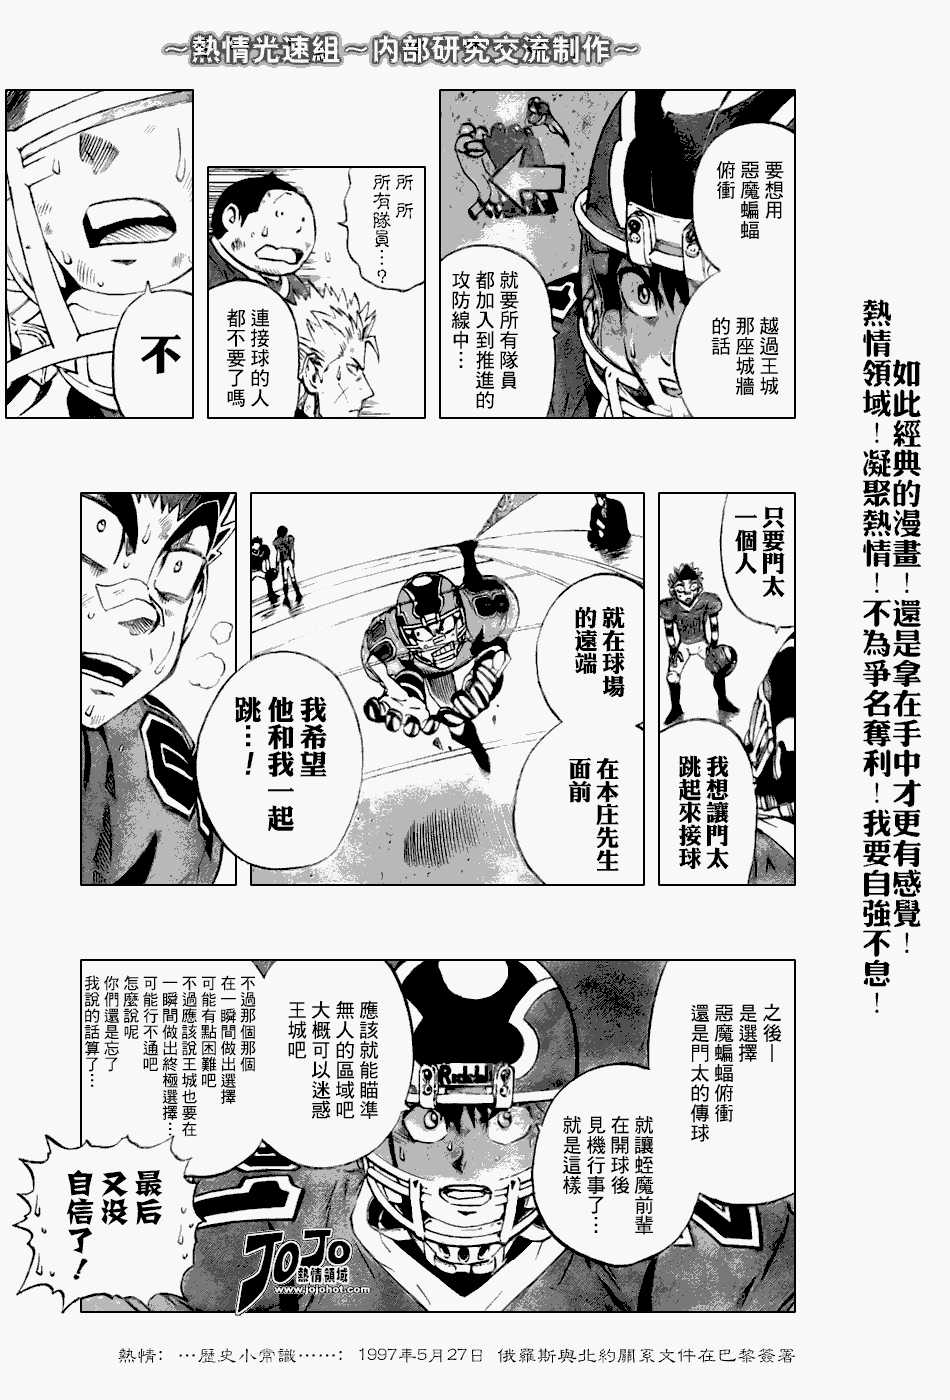 ～熱情光速組～內部研究交流制作～
要想用
惡魔蝙蝠
俯衝
越過王城
那座城牆
的話
就要所有隊員
都加入到推進的
攻防線中…
所 所
所有隊員…?
連接球的人
都不要了嗎
不
只要門太
一個人
我想讓門太
跳起來接球
就在球場
的遠端
在本庄先生
面前
我希望
他和我一起
跳…!
之後—
是選擇
惡魔蝙蝠俯衝
還是門太的傳球
就讓蛭魔前輩
在開球後
見機行事了…
就是這樣
應該就能瞄準
無人的區域吧
大概可以迷惑
王城吧
不過那個那個
在一瞬間做出選擇
可能有點困難吧
不過應該說王城也要在
一瞬間做出終極選擇…
可能行不通吧
怎麼說呢
你們還是忘了
我說的話算了…
最后
又没
自信了!
Riddell
JOJO
熱情領域
www.jojohot.com
如此經典的漫畫!還是拿在手中才更有感覺!
熱情領域!凝聚熱情!不為爭名奪利!我要自強不息!
熱情: …歷史小常識……: 1997年5月27日 俄羅斯與北約關系文件在巴黎簽署